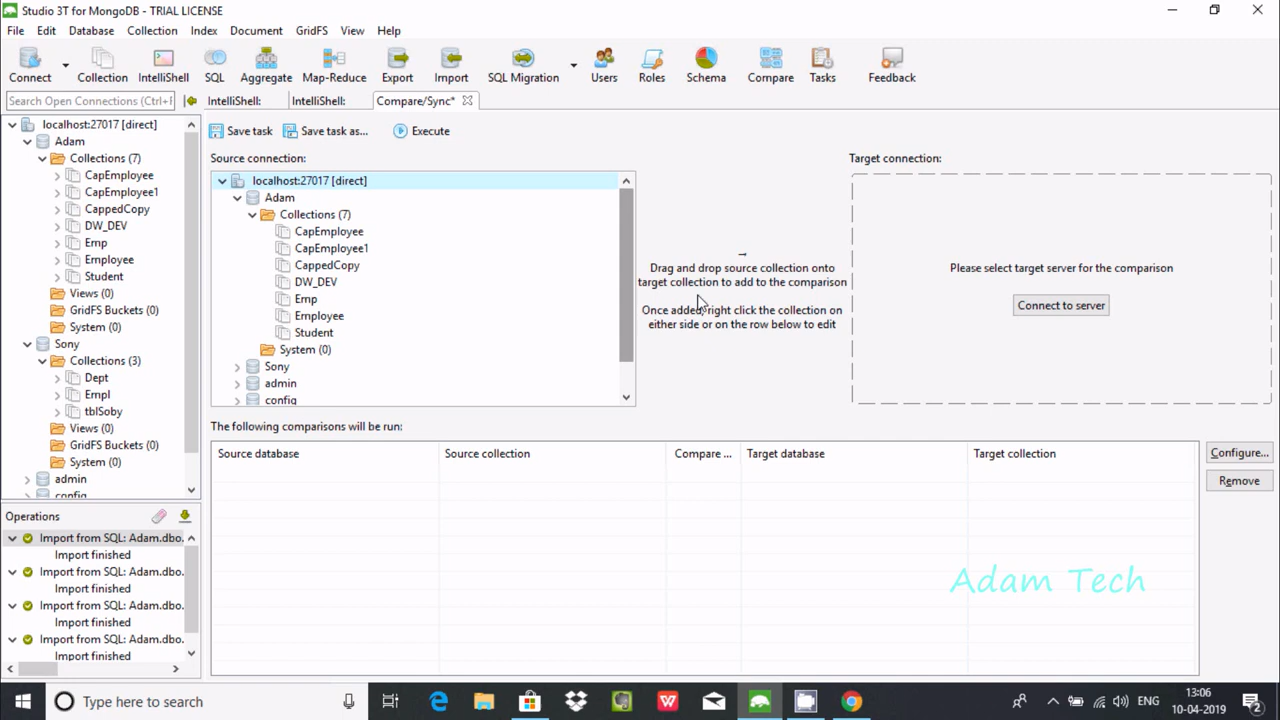 Studio 3T for MongoDB - TRIAL LICENSE
File Edit Database Collection Index Document GridFS View Help
Connect Collection IntelliShell SQL Aggregate Map-Reduce Export Import SQL Migration Users Roles Schema Compare Tasks Feedback
Search Open Connections (Ctrl+F
IntelliShell: IntelliShell: Compare/Sync*
localhost:27017 [direct]
Adam
Collections (7)
CapEmployee
CapEmployee1
CappedCopy
DW_DEV
Emp
Employee
Student
Views (0)
GridFS Buckets (0)
System (0)
Sony
Collections (3)
Dept
Empl
tblSoby
Views (0)
GridFS Buckets (0)
System (0)
admin
config
Operations
Import from SQL: Adam.dbo.
Import finished
Import from SQL: Adam.dbo.
Import finished
Import from SQL: Adam.dbo.
Import finished
Import from SQL: Adam.dbo.
Import finished
Save task Save task as... Execute
Source connection:
localhost:27017 [direct]
Adam
Collections (7)
CapEmployee
CapEmployee1
CappedCopy
DW_DEV
Emp
Employee
Student
System (0)
Sony
admin
config
→
Drag and drop source collection onto
target collection to add to the comparison
Once added, right click the collection on
either side or on the row below to edit
Target connection:
Please select target server for the comparison
Connect to server
The following comparisons will be run:
Source database Source collection Compare ... Target database Target collection
Configure...
Remove
Adam Tech
Type here to search
ENG
13:06
10-04-2019
2